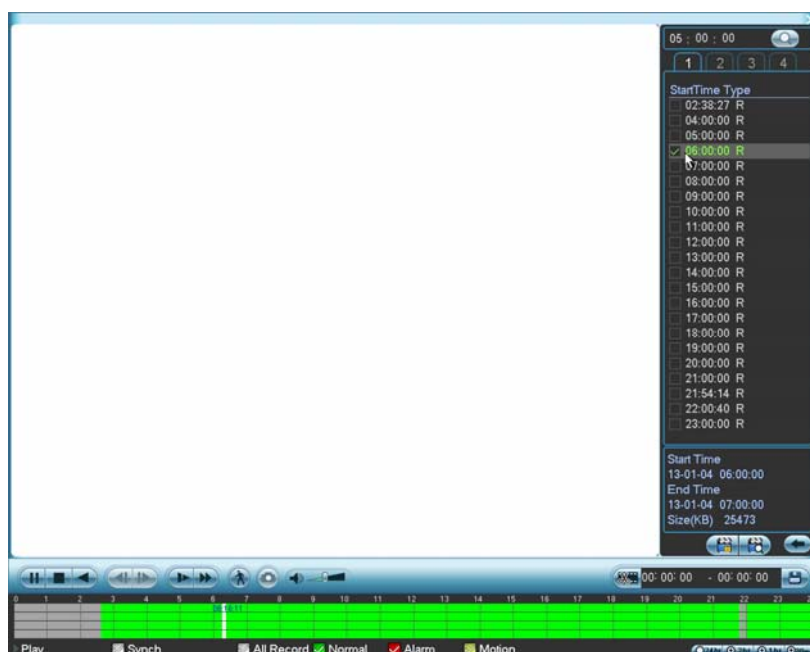 05 : 00 : 00
1 2 3 4
StartTime Type
02:38:27 R
04:00:00 R
05:00:00 R
06:00:00 R
07:00:00 R
08:00:00 R
09:00:00 R
10:00:00 R
11:00:00 R
12:00:00 R
13:00:00 R
14:00:00 R
15:00:00 R
16:00:00 R
17:00:00 R
18:00:00 R
19:00:00 R
20:00:00 R
21:00:00 R
21:54:14 R
22:00:40 R
23:00:00 R
Start Time
13-01-04 06:00:00
End Time
13-01-04 07:00:00
Size(KB) 25473
00: 00: 00 - 00: 00: 00
0 1 2 3 4 5 6 7 8 9 10 11 12 13 14 15 16 17 18 19 20 21 22 23
Play Synch All Record Normal Alarm Motion